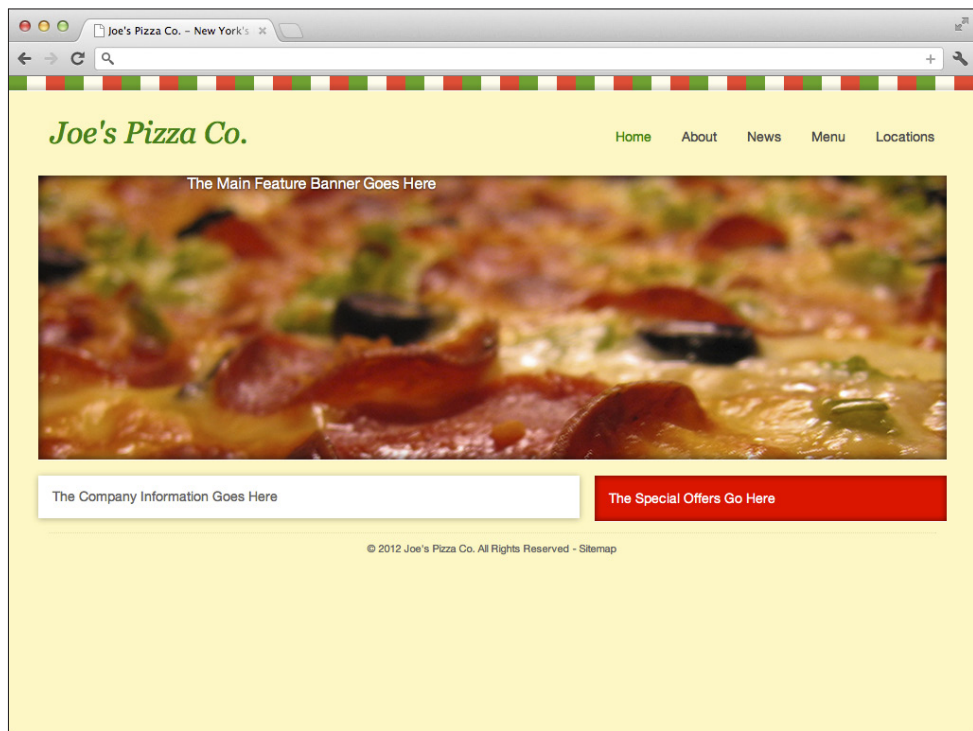 Joe's Pizza Co. – New York's
Joe's Pizza Co.
Home About News Menu Locations
The Main Feature Banner Goes Here
The Company Information Goes Here
The Special Offers Go Here
© 2012 Joe's Pizza Co. All Rights Reserved - Sitemap